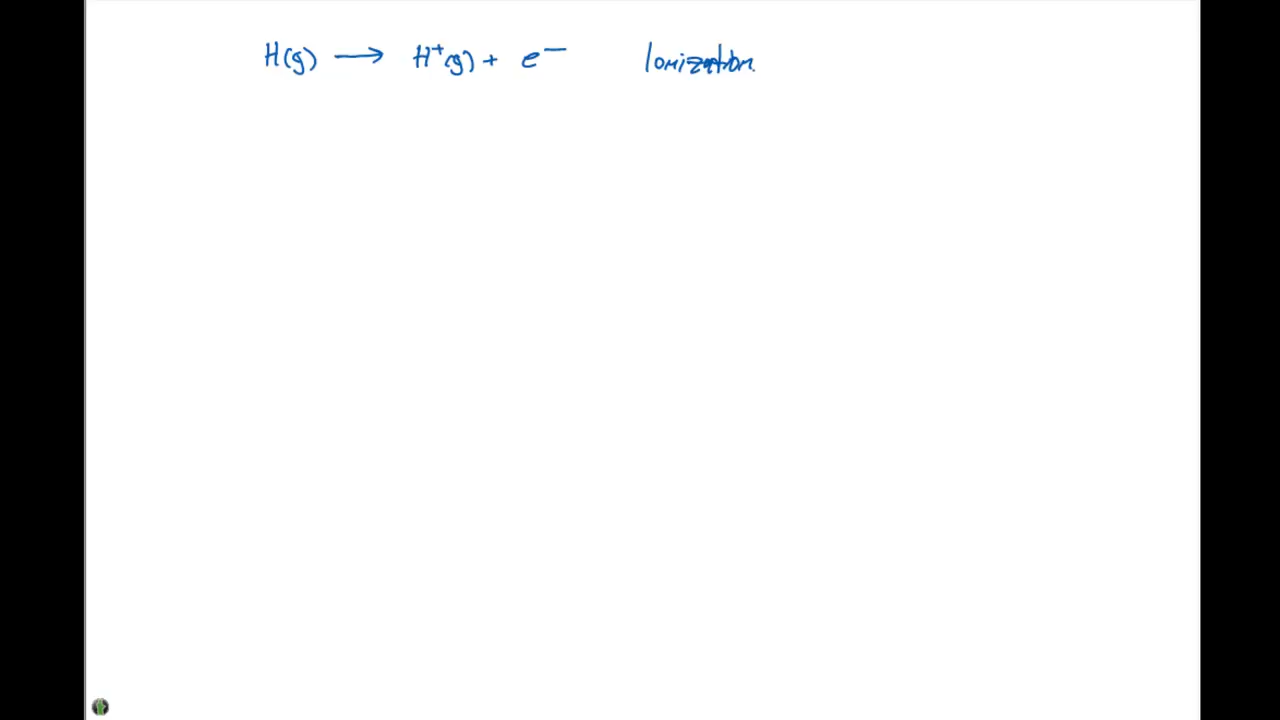 H(g) ⟶ H⁺(g) + e⁻ Ionization